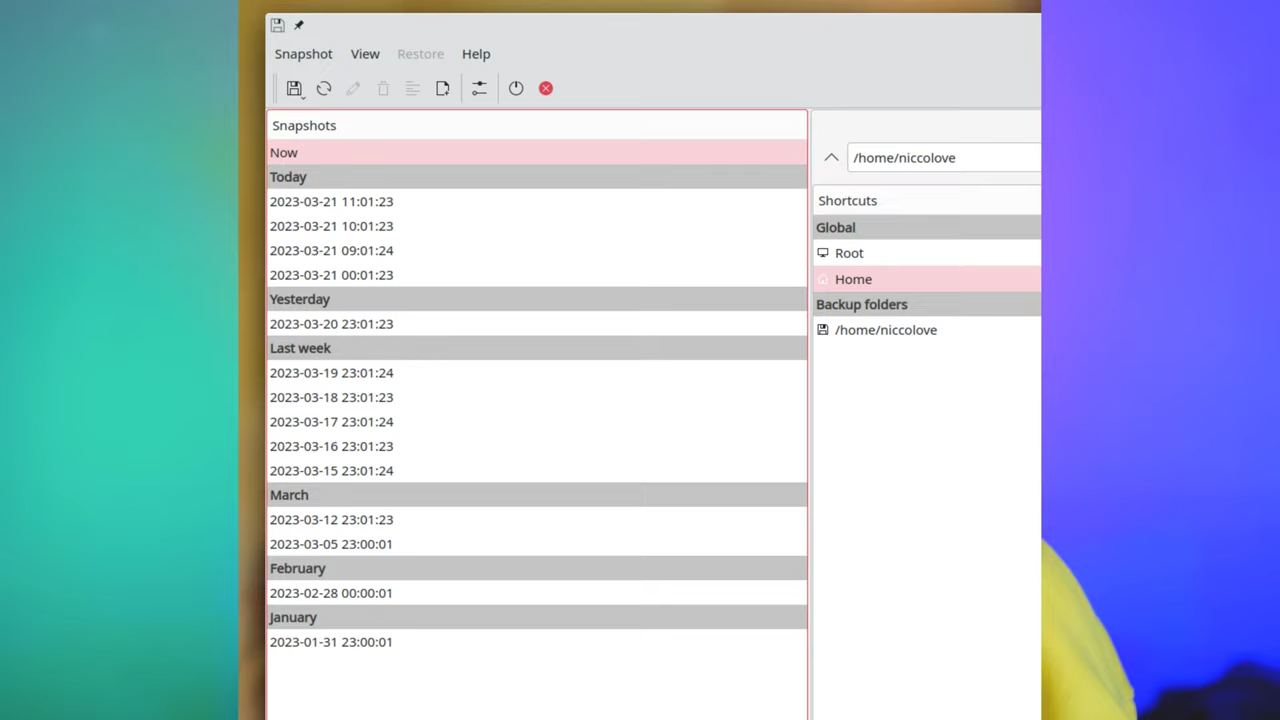 Snapshot View Restore Help
Snapshots
Now
Today
2023-03-21 11:01:23
2023-03-21 10:01:23
2023-03-21 09:01:24
2023-03-21 00:01:23
Yesterday
2023-03-20 23:01:23
Last week
2023-03-19 23:01:24
2023-03-18 23:01:23
2023-03-17 23:01:24
2023-03-16 23:01:23
2023-03-15 23:01:24
March
2023-03-12 23:01:23
2023-03-05 23:00:01
February
2023-02-28 00:00:01
January
2023-01-31 23:00:01
/home/niccolove
Shortcuts
Global
Root
Home
Backup folders
/home/niccolove